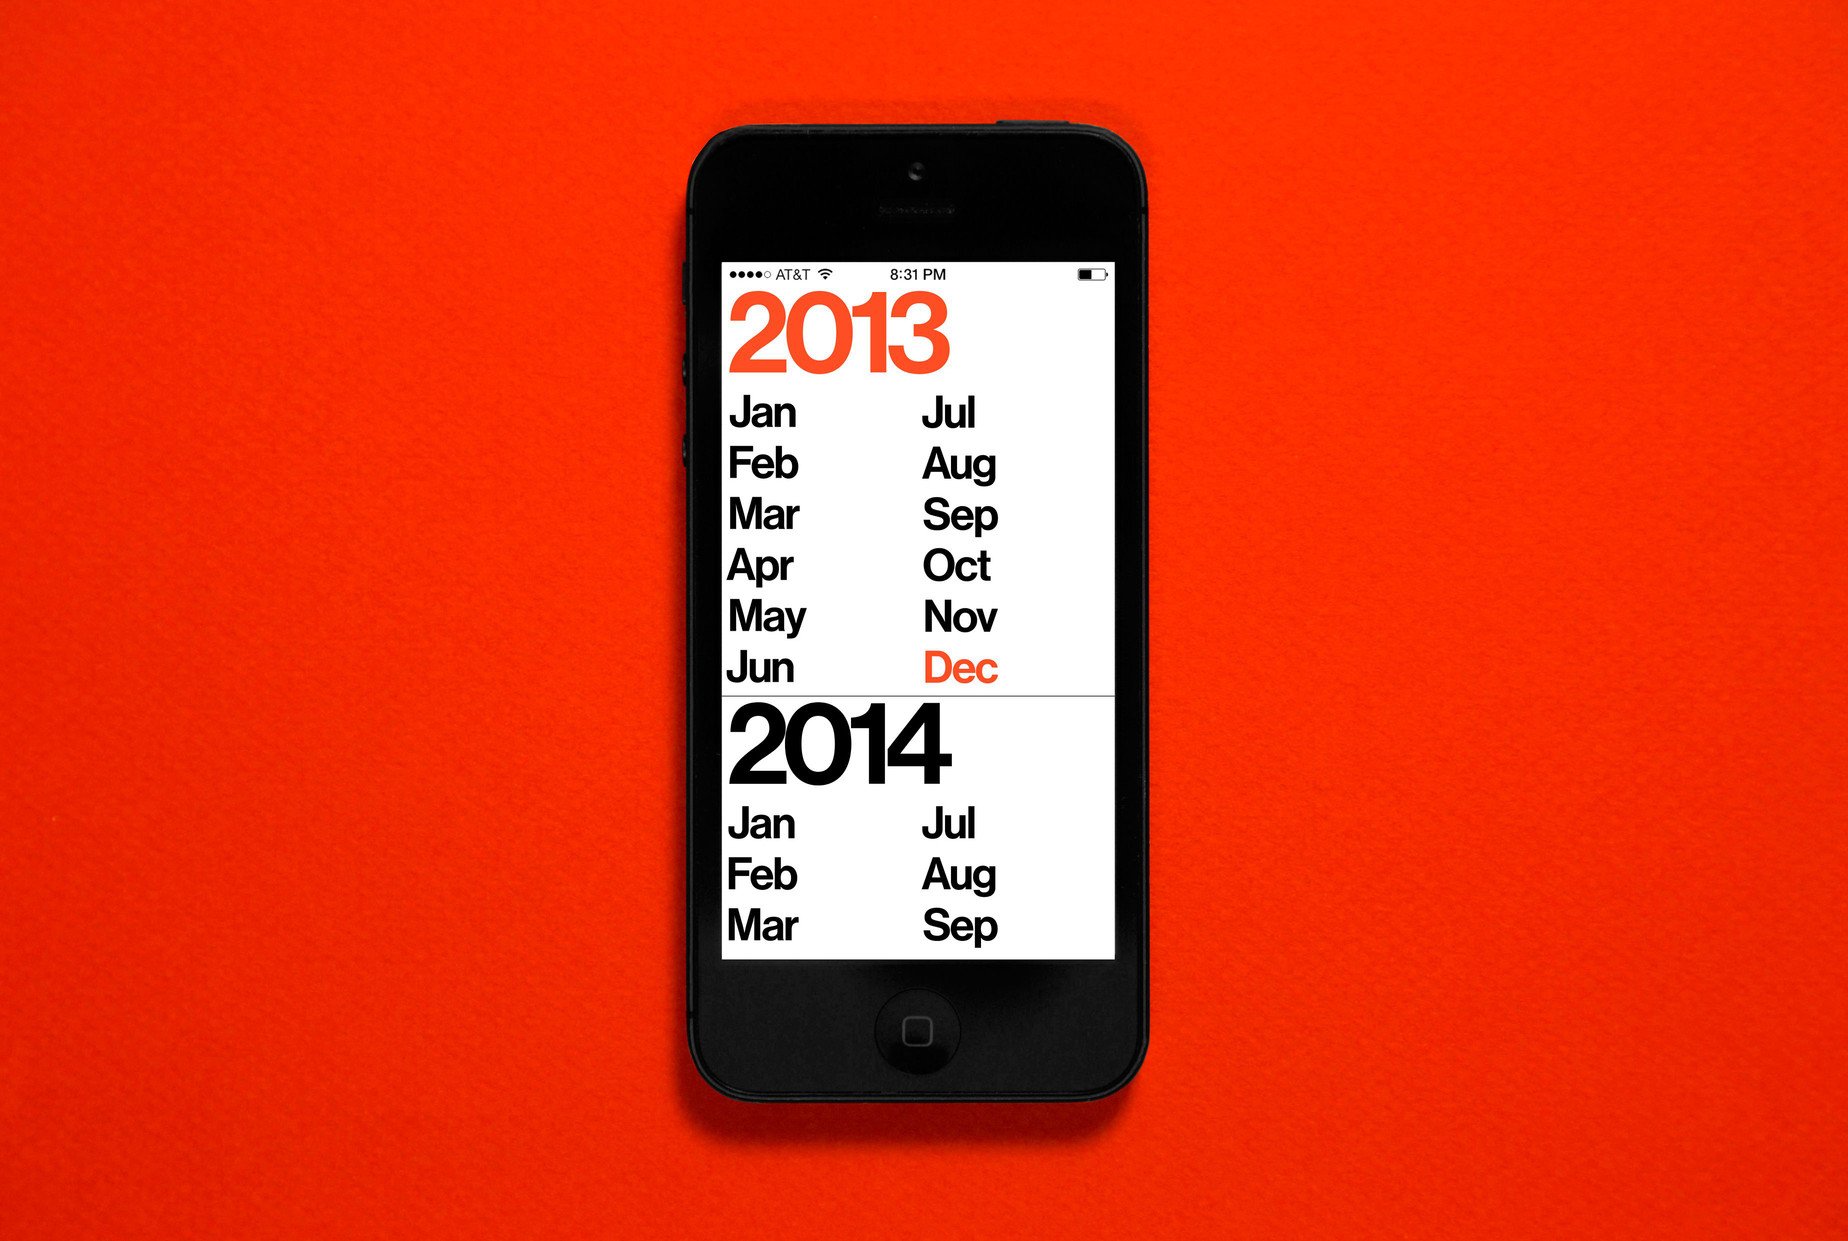 AT&T 8:31 PM
2013
Jan Jul
Feb Aug
Mar Sep
Apr Oct
May Nov
Jun Dec
2014
Jan Jul
Feb Aug
Mar Sep